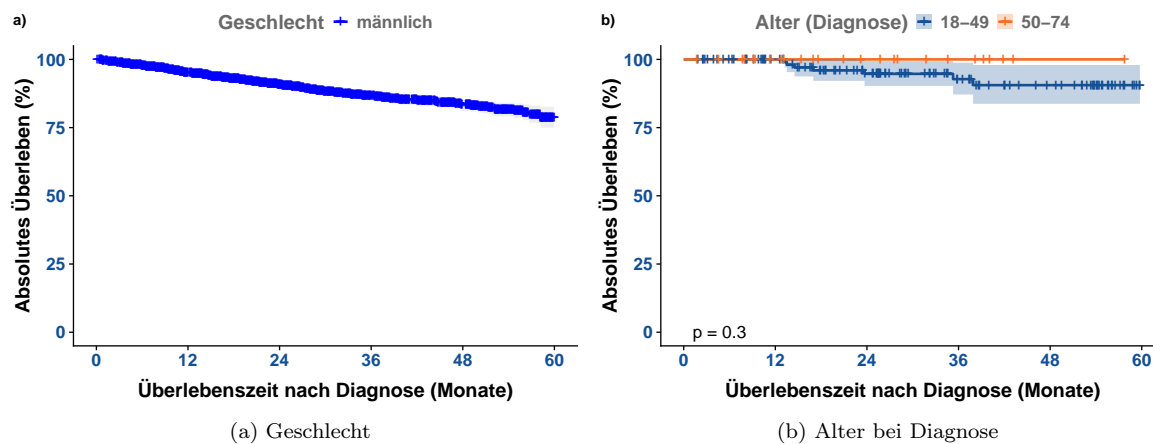 a)
Geschlecht männlich
Absolutes Überleben (%)
100
75
50
25
0
0 12 24 36 48 60
Überlebenszeit nach Diagnose (Monate)
(a) Geschlecht
b)
Alter (Diagnose) 18–49 50–74
Absolutes Überleben (%)
100
75
50
25
0
p = 0.3
0 12 24 36 48 60
Überlebenszeit nach Diagnose (Monate)
(b) Alter bei Diagnose